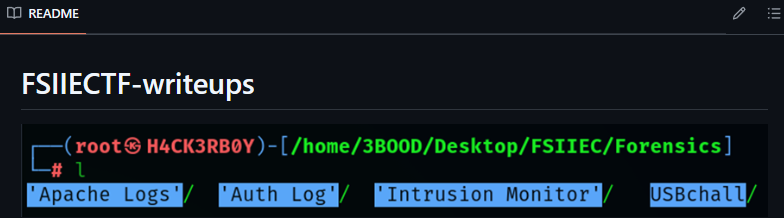 README
FSIIECTF-writeups
┌──(root㉿H4CK3RB0Y)-[/home/3BOOD/Desktop/FSIIEC/Forensics]
└─# l
'Apache Logs'/ 'Auth Log'/ 'Intrusion Monitor'/ USBchall/